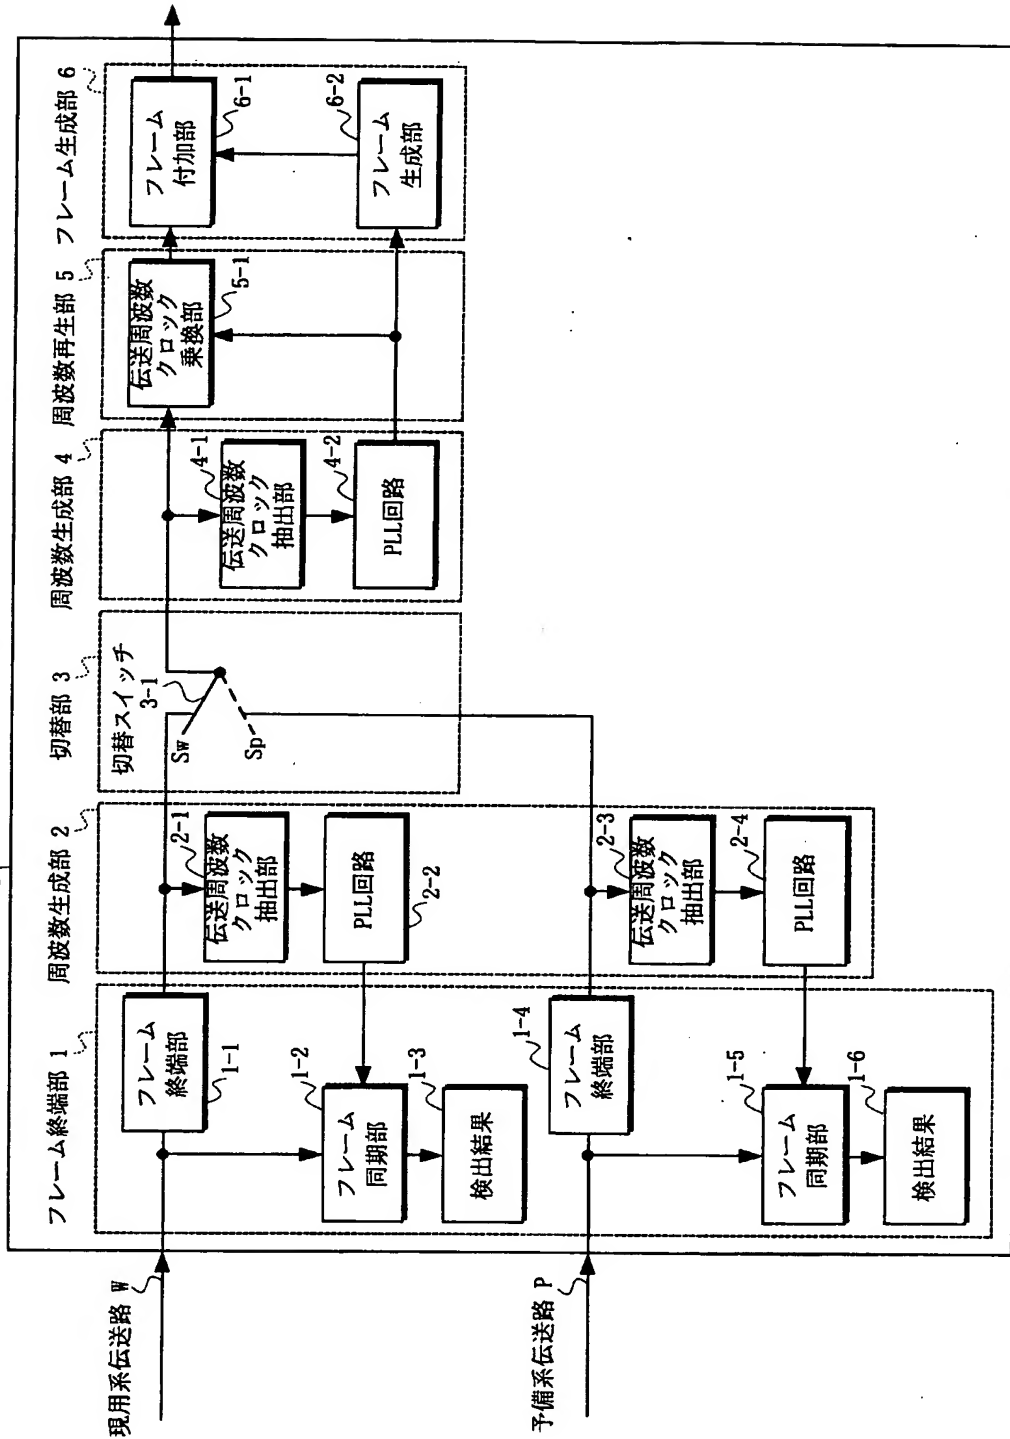 現用系伝送路 W
予備系伝送路 P
フレーム終端部 1
フレーム
終端部
1-1
フレーム
同期部
1-2
検出結果
1-3
フレーム
終端部
1-4
フレーム
同期部
1-5
検出結果
1-6
周波数生成部 2
伝送周波数
クロック
抽出部
2-1
PLL回路
2-2
伝送周波数
クロック
抽出部
2-3
PLL回路
2-4
切替部 3
切替スイッチ
3-1
Sw
Sp
周波数生成部 4
伝送周波数
クロック
抽出部
4-1
PLL回路
4-2
周波数再生部 5
伝送周波数
クロック
乗換部
5-1
フレーム生成部 6
フレーム
付加部
6-1
フレーム
生成部
6-2